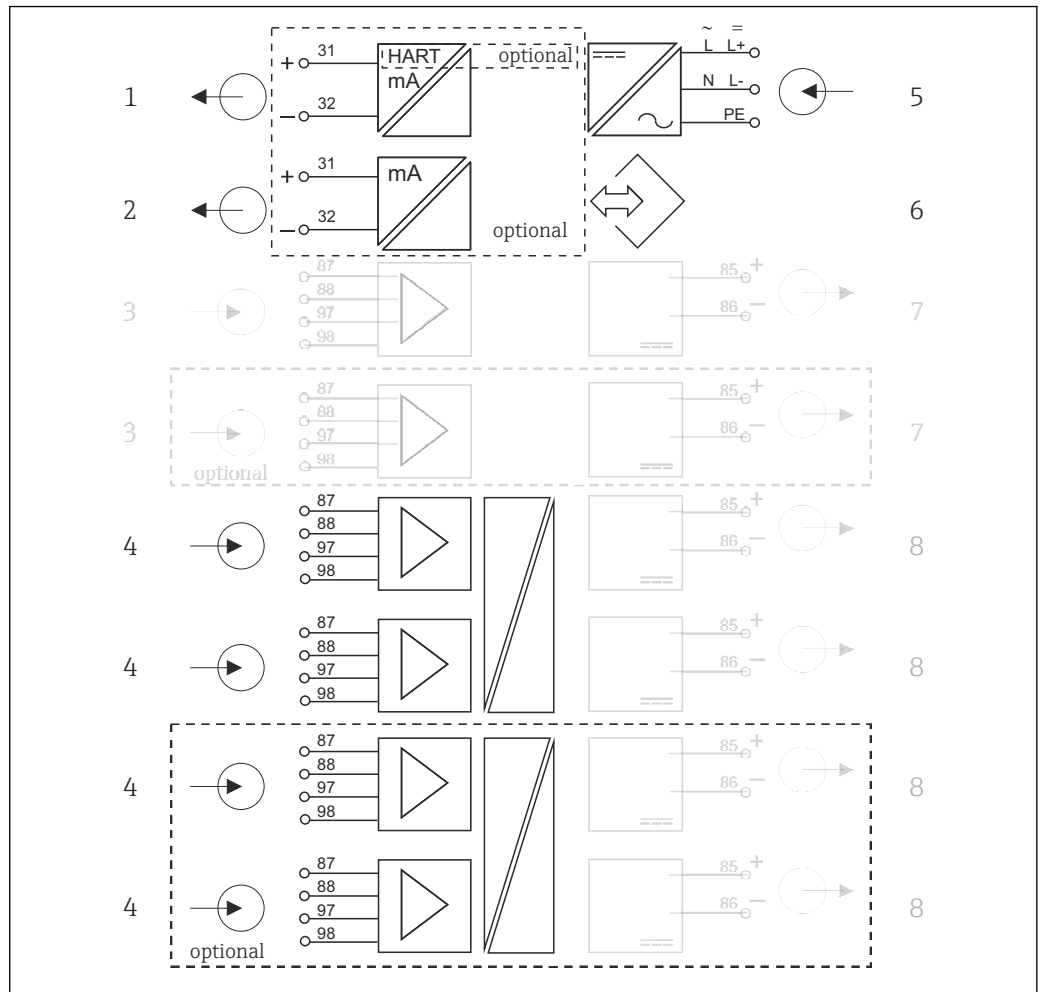 ~ =
+ 31 HART optional L L+
1 mA N L- 5
− 32 PE
+ 31 mA
2 6
− 32 optional
87 85 +
88
3 97 86 − 7
98
87 85 +
88
3 97 86 − 7
optional 98
87 85 +
88
4 97 86 − 8
98
87 85 +
88
4 97 86 − 8
98
87 85 +
88
4 97 86 − 8
98
87 85 +
88
4 97 86 − 8
98
optional